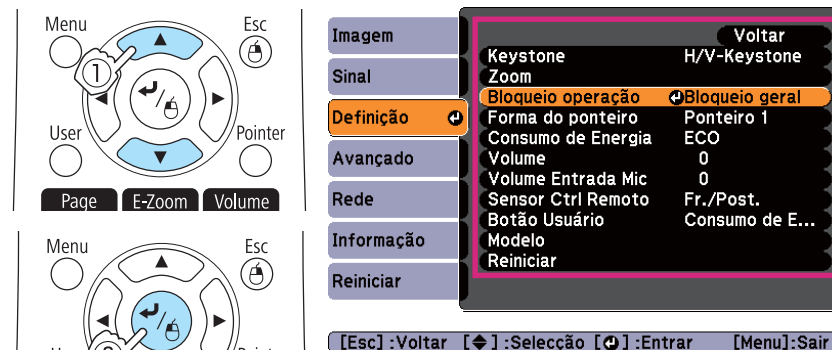 Menu
Esc
1
User
Pointer
Page
E-Zoom
Volume
Menu
Esc
Imagem
Sinal
Definição
Avançado
Rede
Informação
Reiniciar
Voltar
Keystone H/V-Keystone
Zoom
Bloqueio operação Bloqueio geral
Forma do ponteiro Ponteiro 1
Consumo de Energia ECO
Volume 0
Volume Entrada Mic 0
Sensor Ctrl Remoto Fr./Post.
Botão Usuário Consumo de E...
Modelo
Reiniciar
[Esc] :Voltar [◆] :Selecção [⏎] :Entrar [Menu]:Sair